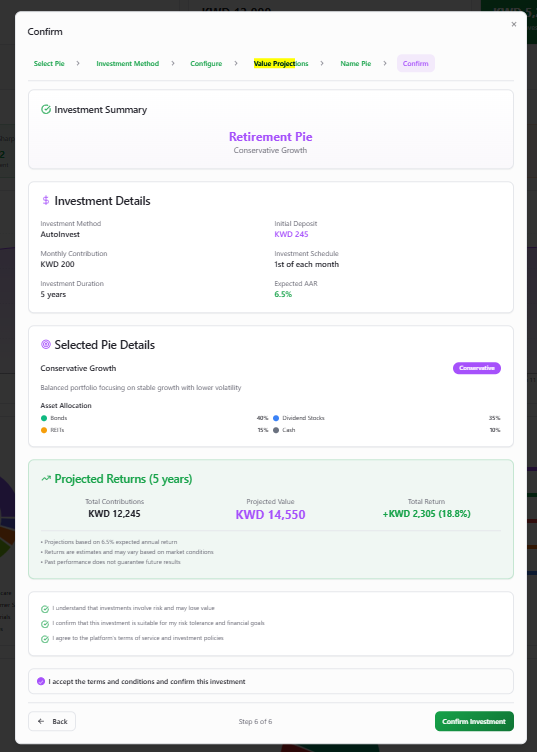 Confirm
×
Select Pie > Investment Method > Configure > Value Projections > Name Pie > Confirm
Investment Summary
Retirement Pie
Conservative Growth
$ Investment Details
Investment Method Initial Deposit
AutoInvest KWD 245
Monthly Contribution Investment Schedule
KWD 200 1st of each month
Investment Duration Expected AAR
5 years 6.5%
Selected Pie Details
Conservative Growth Conservative
Balanced portfolio focusing on stable growth with lower volatility
Asset Allocation
Bonds 40% Dividend Stocks 35%
REITs 15% Cash 10%
Projected Returns (5 years)
Total Contributions Projected Value Total Return
KWD 12,245 KWD 14,550 +KWD 2,305 (18.8%)
• Projections based on 6.5% expected annual return
• Returns are estimates and may vary based on market conditions
• Past performance does not guarantee future results
I understand that investments involve risk and may lose value
I confirm that this investment is suitable for my risk tolerance and financial goals
I agree to the platform's terms of service and investment policies
I accept the terms and conditions and confirm this investment
← Back Step 6 of 6 Confirm Investment